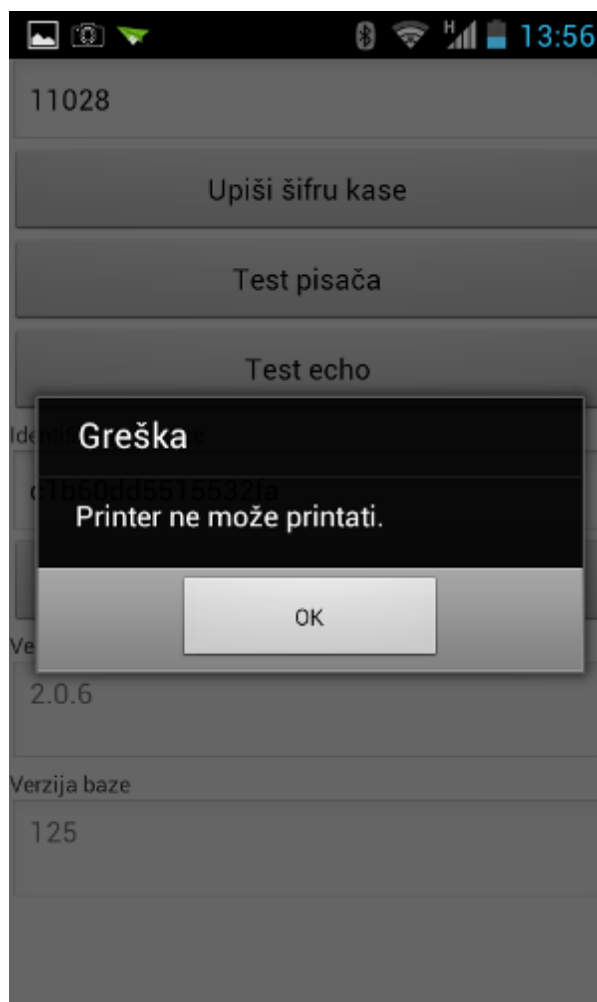 H 13:56
11028
Upiši šifru kase
Test pisača
Test echo
Greška
Printer ne može printati.
OK
2.0.6
Verzija baze
125